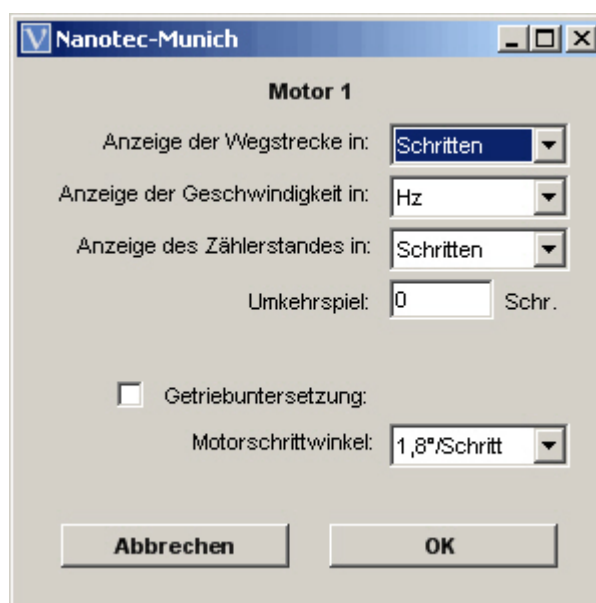 Nanotec-Munich
Motor 1
Anzeige der Wegstrecke in: Schritten
Anzeige der Geschwindigkeit in: Hz
Anzeige des Zählerstandes in: Schritten
Umkehrspiel: 0 Schr.
Getriebuntersetzung:
Motorschrittwinkel: 1,8°/Schritt
Abbrechen OK